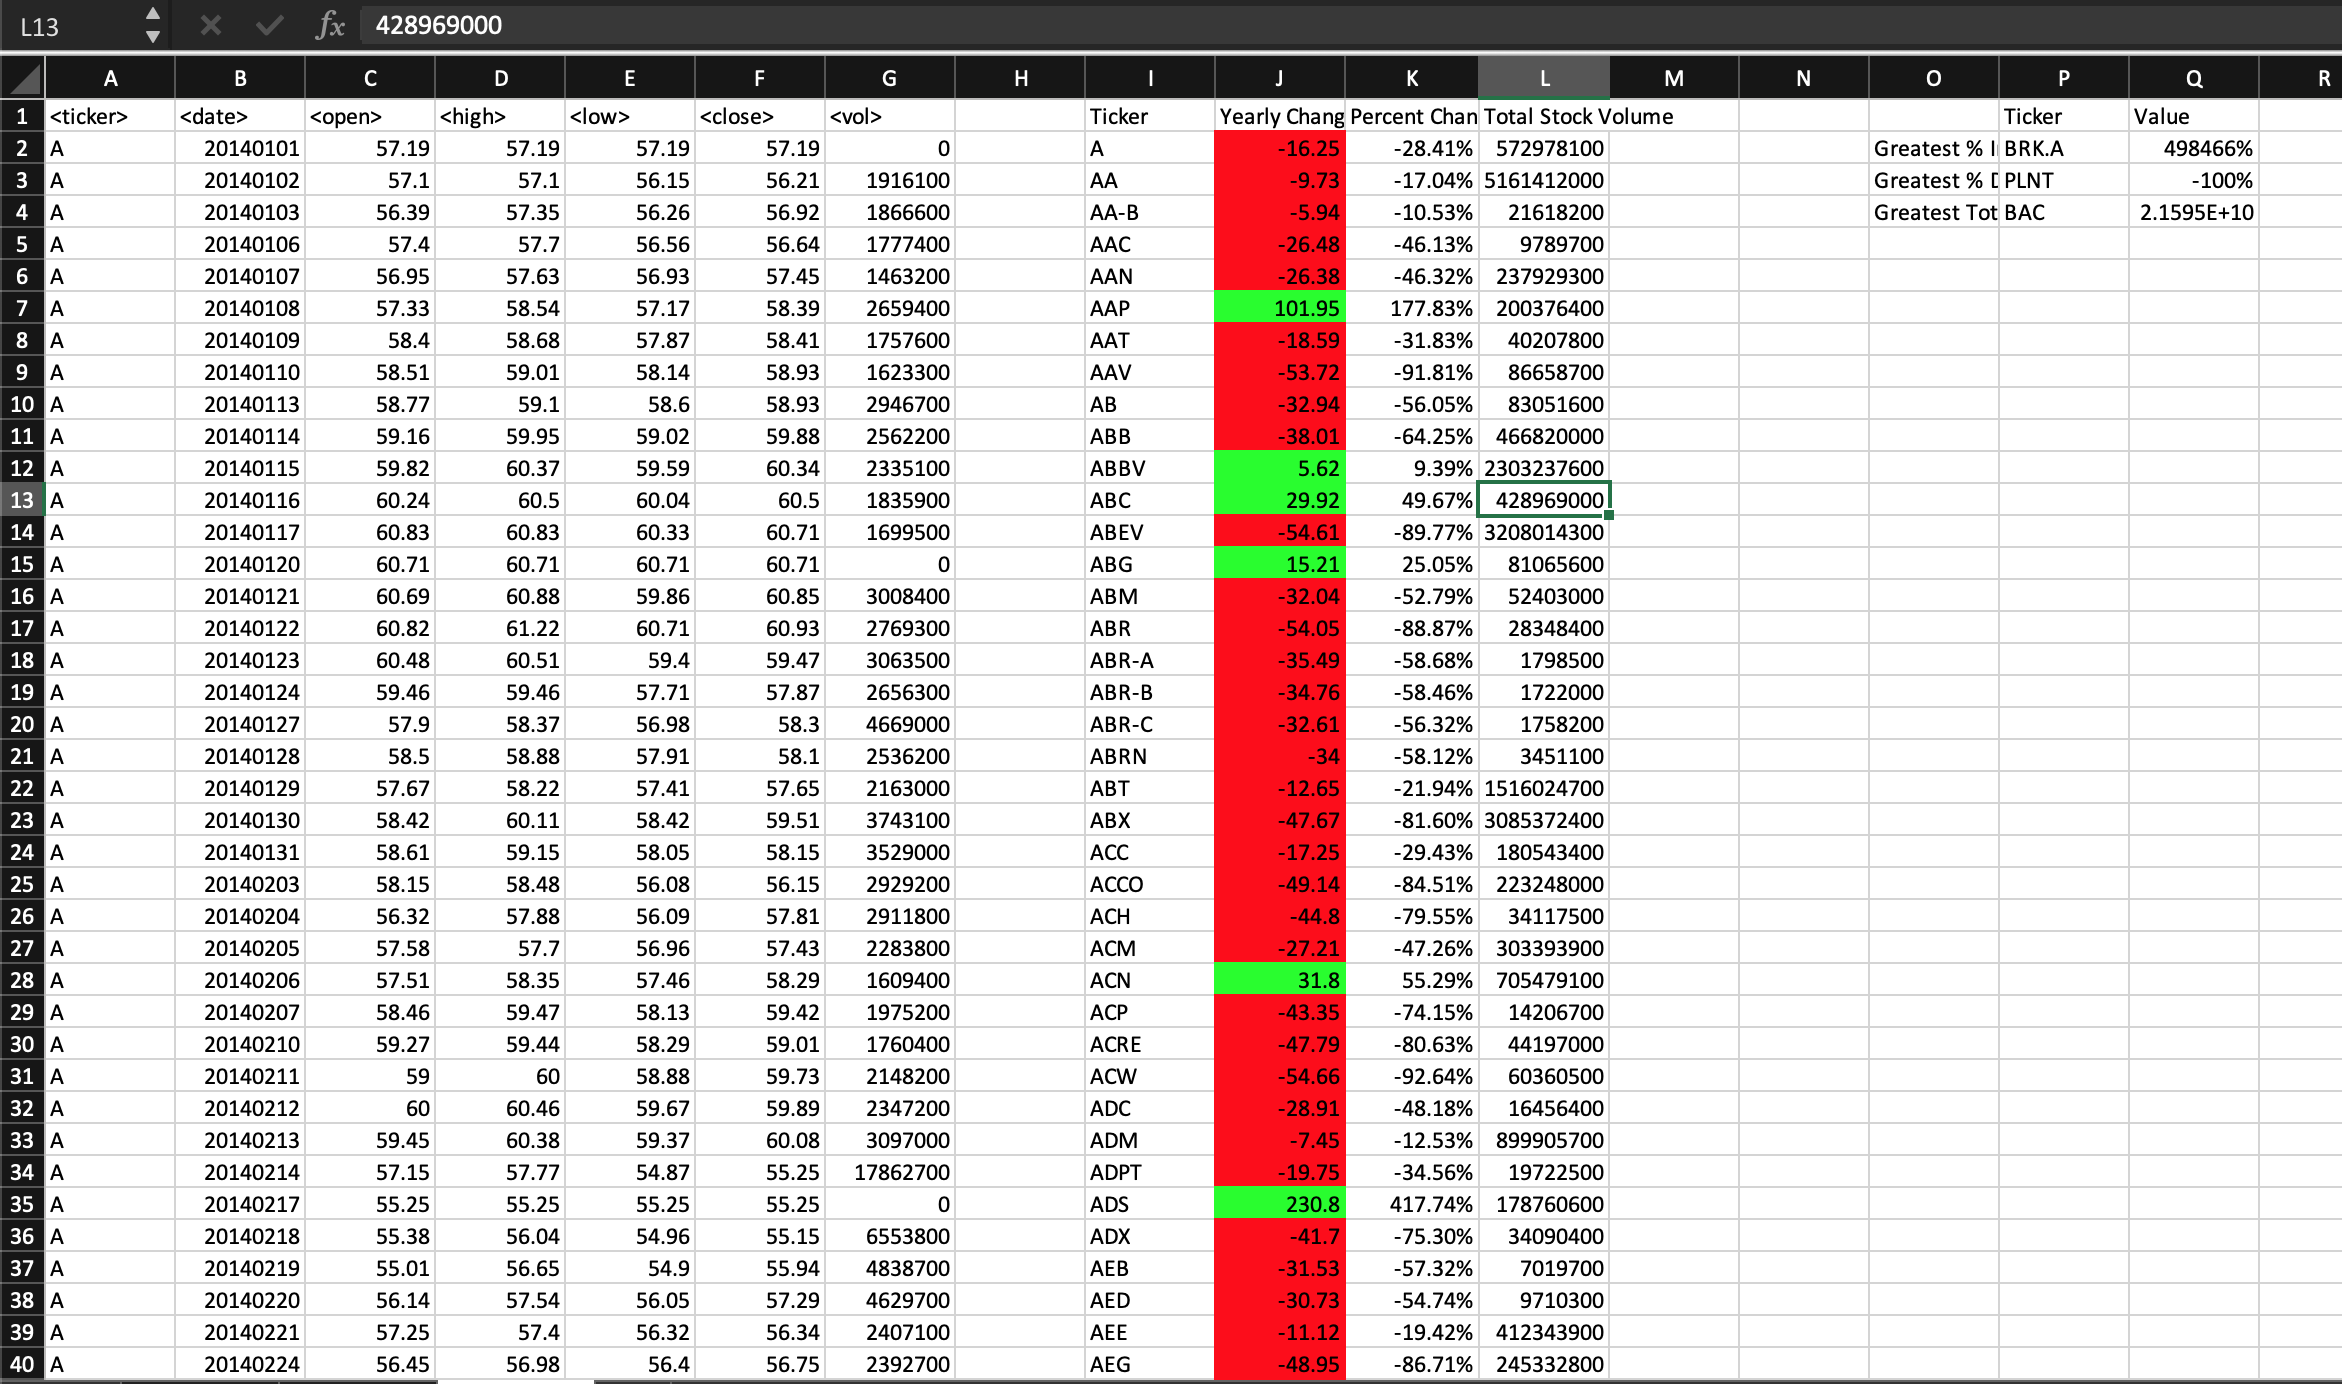 L13 fx 428969000
A B C D E F G H I J K L M N O P Q R
1 <ticker> <date> <open> <high> <low> <close> <vol> Ticker Yearly Chang Percent Chan Total Stock Volume Ticker Value
2 A 20140101 57.19 57.19 57.19 57.19 0 A -16.25 -28.41% 572978100 Greatest % I BRK.A 498466%
3 A 20140102 57.1 57.1 56.15 56.21 1916100 AA -9.73 -17.04% 5161412000 Greatest % D PLNT -100%
4 A 20140103 56.39 57.35 56.26 56.92 1866600 AA-B -5.94 -10.53% 21618200 Greatest Tot BAC 2.1595E+10
5 A 20140106 57.4 57.7 56.56 56.64 1777400 AAC -26.48 -46.13% 9789700
6 A 20140107 56.95 57.63 56.93 57.45 1463200 AAN -26.38 -46.32% 237929300
7 A 20140108 57.33 58.54 57.17 58.39 2659400 AAP 101.95 177.83% 200376400
8 A 20140109 58.4 58.68 57.87 58.41 1757600 AAT -18.59 -31.83% 40207800
9 A 20140110 58.51 59.01 58.14 58.93 1623300 AAV -53.72 -91.81% 86658700
10 A 20140113 58.77 59.1 58.6 58.93 2946700 AB -32.94 -56.05% 83051600
11 A 20140114 59.16 59.95 59.02 59.88 2562200 ABB -38.01 -64.25% 466820000
12 A 20140115 59.82 60.37 59.59 60.34 2335100 ABBV 5.62 9.39% 2303237600
13 A 20140116 60.24 60.5 60.04 60.5 1835900 ABC 29.92 49.67% 428969000
14 A 20140117 60.83 60.83 60.33 60.71 1699500 ABEV -54.61 -89.77% 3208014300
15 A 20140120 60.71 60.71 60.71 60.71 0 ABG 15.21 25.05% 81065600
16 A 20140121 60.69 60.88 59.86 60.85 3008400 ABM -32.04 -52.79% 52403000
17 A 20140122 60.82 61.22 60.71 60.93 2769300 ABR -54.05 -88.87% 28348400
18 A 20140123 60.48 60.51 59.4 59.47 3063500 ABR-A -35.49 -58.68% 1798500
19 A 20140124 59.46 59.46 57.71 57.87 2656300 ABR-B -34.76 -58.46% 1722000
20 A 20140127 57.9 58.37 56.98 58.3 4669000 ABR-C -32.61 -56.32% 1758200
21 A 20140128 58.5 58.88 57.91 58.1 2536200 ABRN -34 -58.12% 3451100
22 A 20140129 57.67 58.22 57.41 57.65 2163000 ABT -12.65 -21.94% 1516024700
23 A 20140130 58.42 60.11 58.42 59.51 3743100 ABX -47.67 -81.60% 3085372400
24 A 20140131 58.61 59.15 58.05 58.15 3529000 ACC -17.25 -29.43% 180543400
25 A 20140203 58.15 58.48 56.08 56.15 2929200 ACCO -49.14 -84.51% 223248000
26 A 20140204 56.32 57.88 56.09 57.81 2911800 ACH -44.8 -79.55% 34117500
27 A 20140205 57.58 57.7 56.96 57.43 2283800 ACM -27.21 -47.26% 303393900
28 A 20140206 57.51 58.35 57.46 58.29 1609400 ACN 31.8 55.29% 705479100
29 A 20140207 58.46 59.47 58.13 59.42 1975200 ACP -43.35 -74.15% 14206700
30 A 20140210 59.27 59.44 58.29 59.01 1760400 ACRE -47.79 -80.63% 44197000
31 A 20140211 59 60 58.88 59.73 2148200 ACW -54.66 -92.64% 60360500
32 A 20140212 60 60.46 59.67 59.89 2347200 ADC -28.91 -48.18% 16456400
33 A 20140213 59.45 60.38 59.37 60.08 3097000 ADM -7.45 -12.53% 899905700
34 A 20140214 57.15 57.77 54.87 55.25 17862700 ADPT -19.75 -34.56% 19722500
35 A 20140217 55.25 55.25 55.25 55.25 0 ADS 230.8 417.74% 178760600
36 A 20140218 55.38 56.04 54.96 55.15 6553800 ADX -41.7 -75.30% 34090400
37 A 20140219 55.01 56.65 54.9 55.94 4838700 AEB -31.53 -57.32% 7019700
38 A 20140220 56.14 57.54 56.05 57.29 4629700 AED -30.73 -54.74% 9710300
39 A 20140221 57.25 57.4 56.32 56.34 2407100 AEE -11.12 -19.42% 412343900
40 A 20140224 56.45 56.98 56.4 56.75 2392700 AEG -48.95 -86.71% 245332800